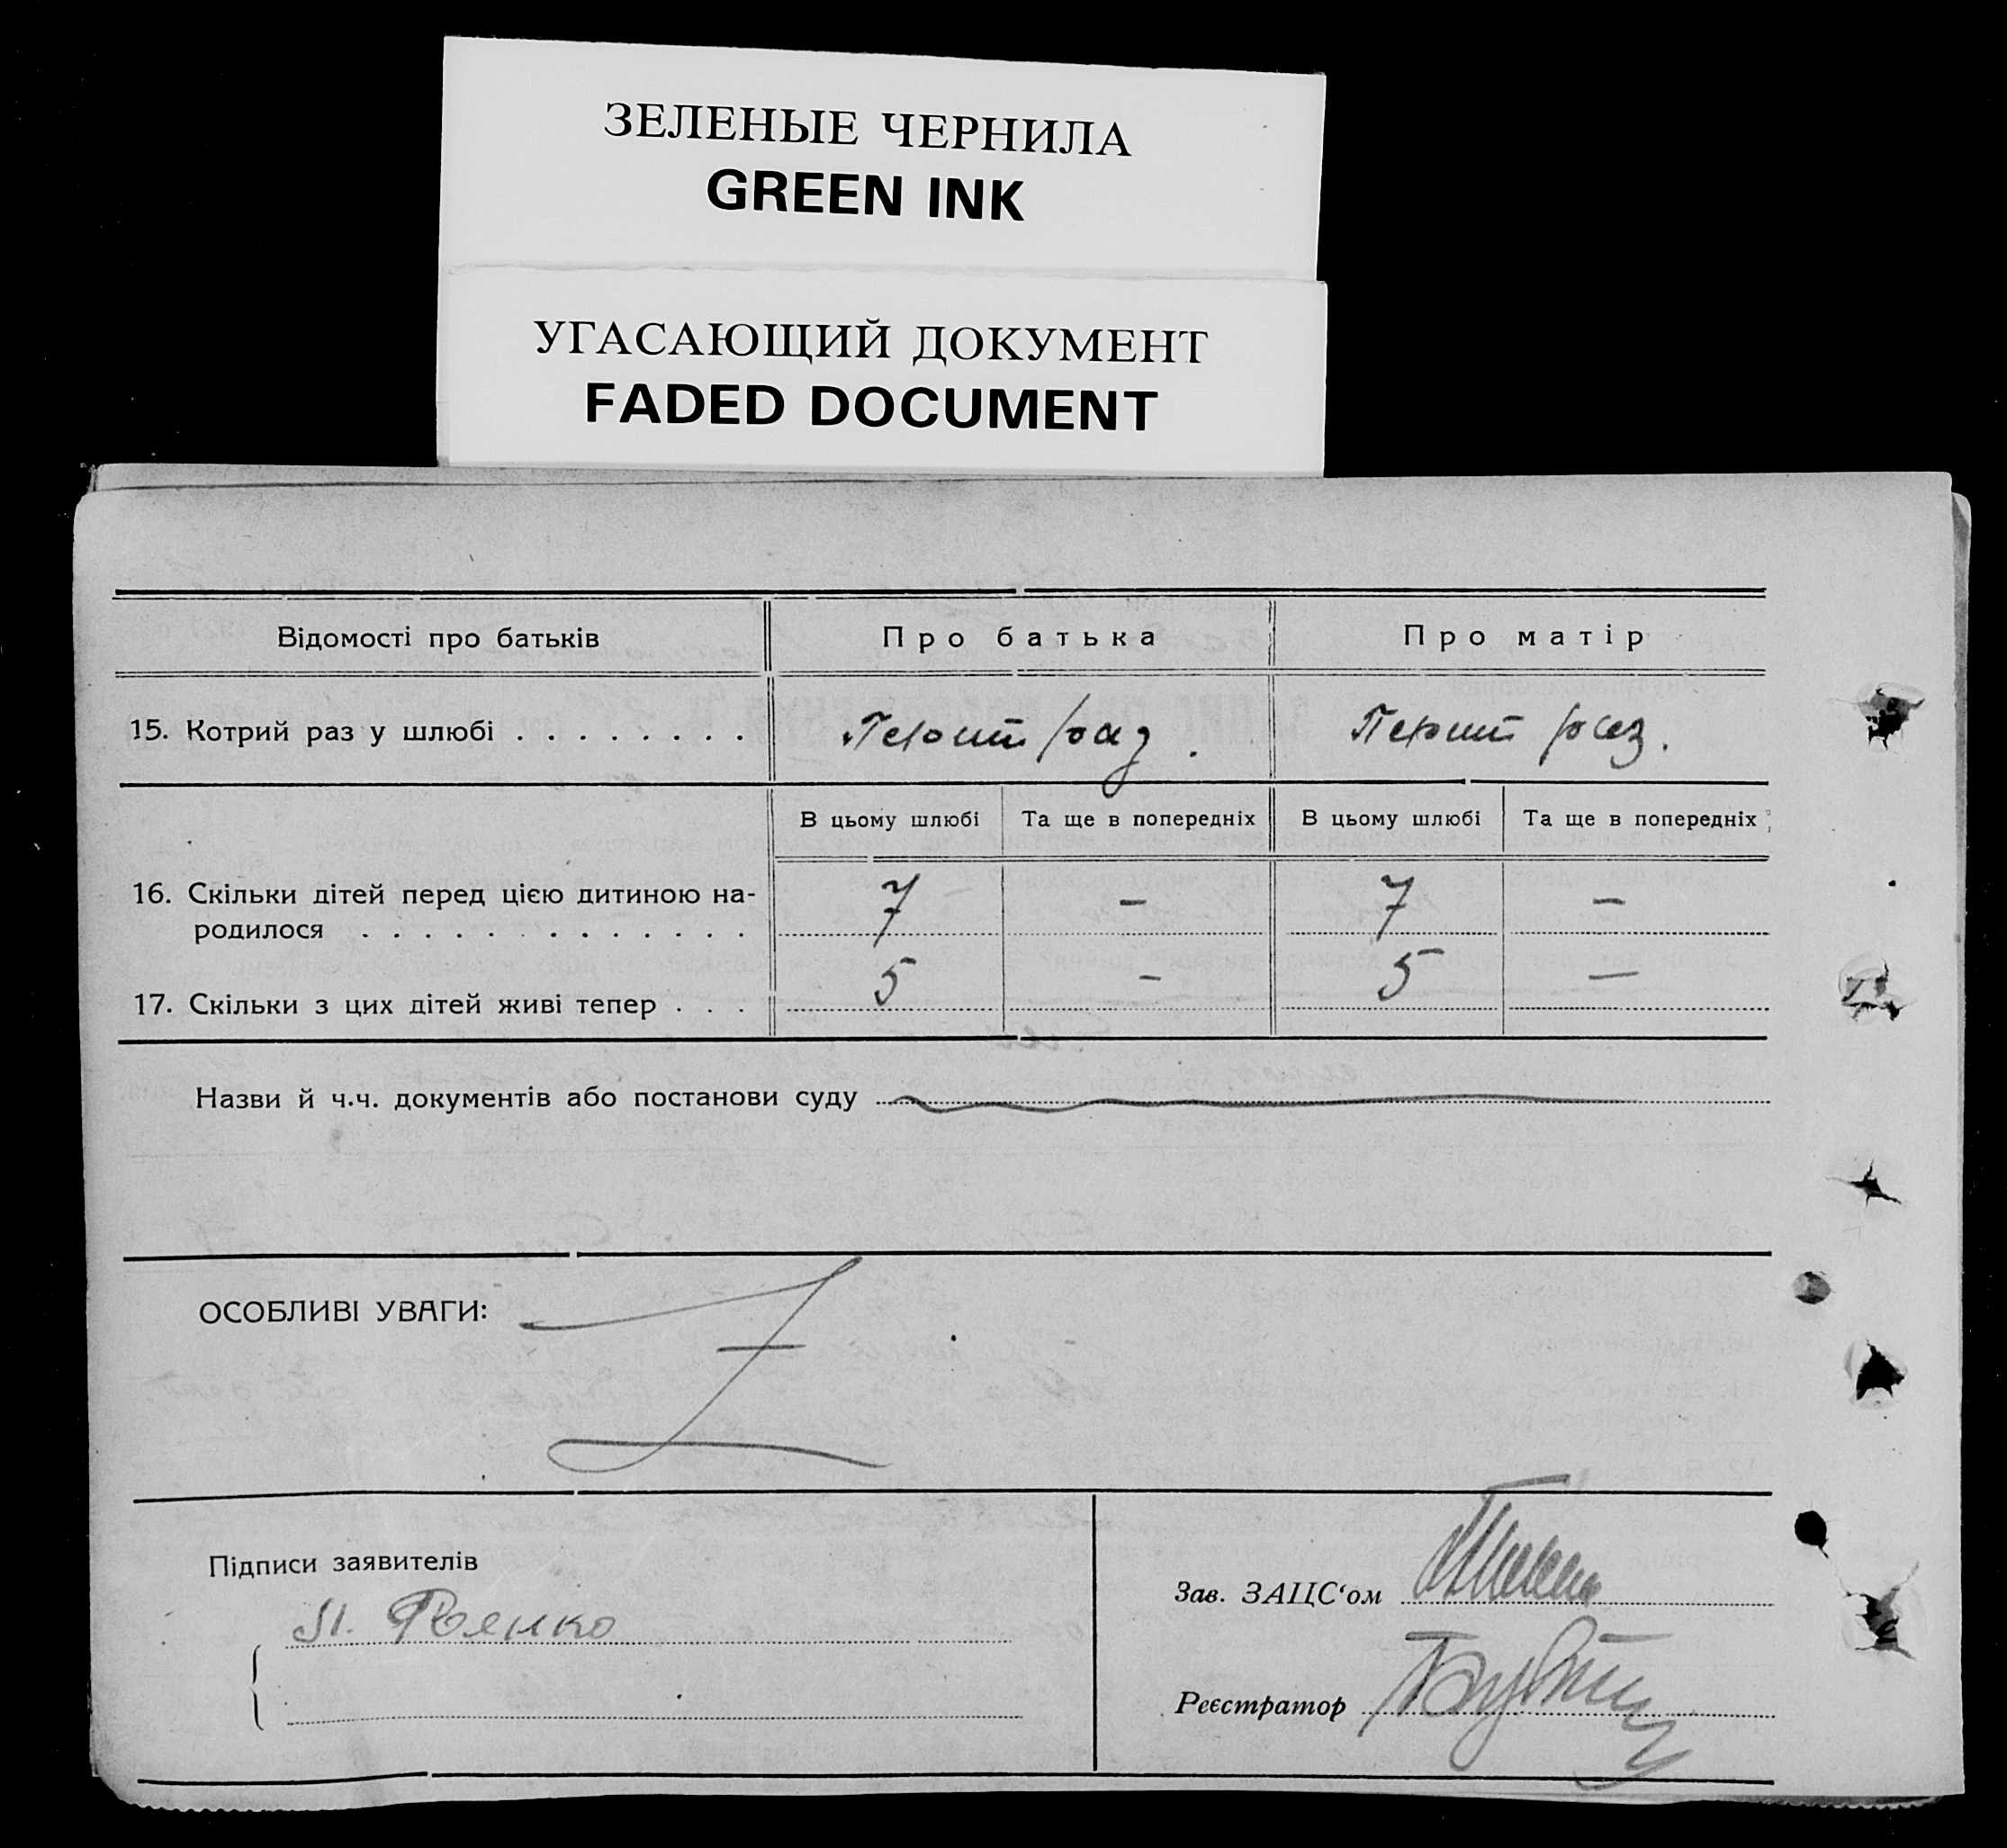 ЗЕЛЕНЫЕ ЧЕРНИЛА
GREEN INK
УГАСАЮЩИЙ ДОКУМЕНТ
FADED DOCUMENT
Відомості про батьків Про батька Про матір
15. Котрий раз у шлюбі . . . . . . . . Перший раз. Перший раз.
В цьому шлюбі Та ще в попередніх В цьому шлюбі Та ще в попередніх
16. Скільки дітей перед цією дитиною на- 7 — 7 —
родилося . . . . . . . . . . . . .
17. Скільки з цих дітей живі тепер . . . 5 — 5 —
Назви й ч.ч. документів або постанови суду
ОСОБЛИВІ УВАГИ:
Підписи заявителів
Зав. ЗАЦС‘ом
Реєстратор